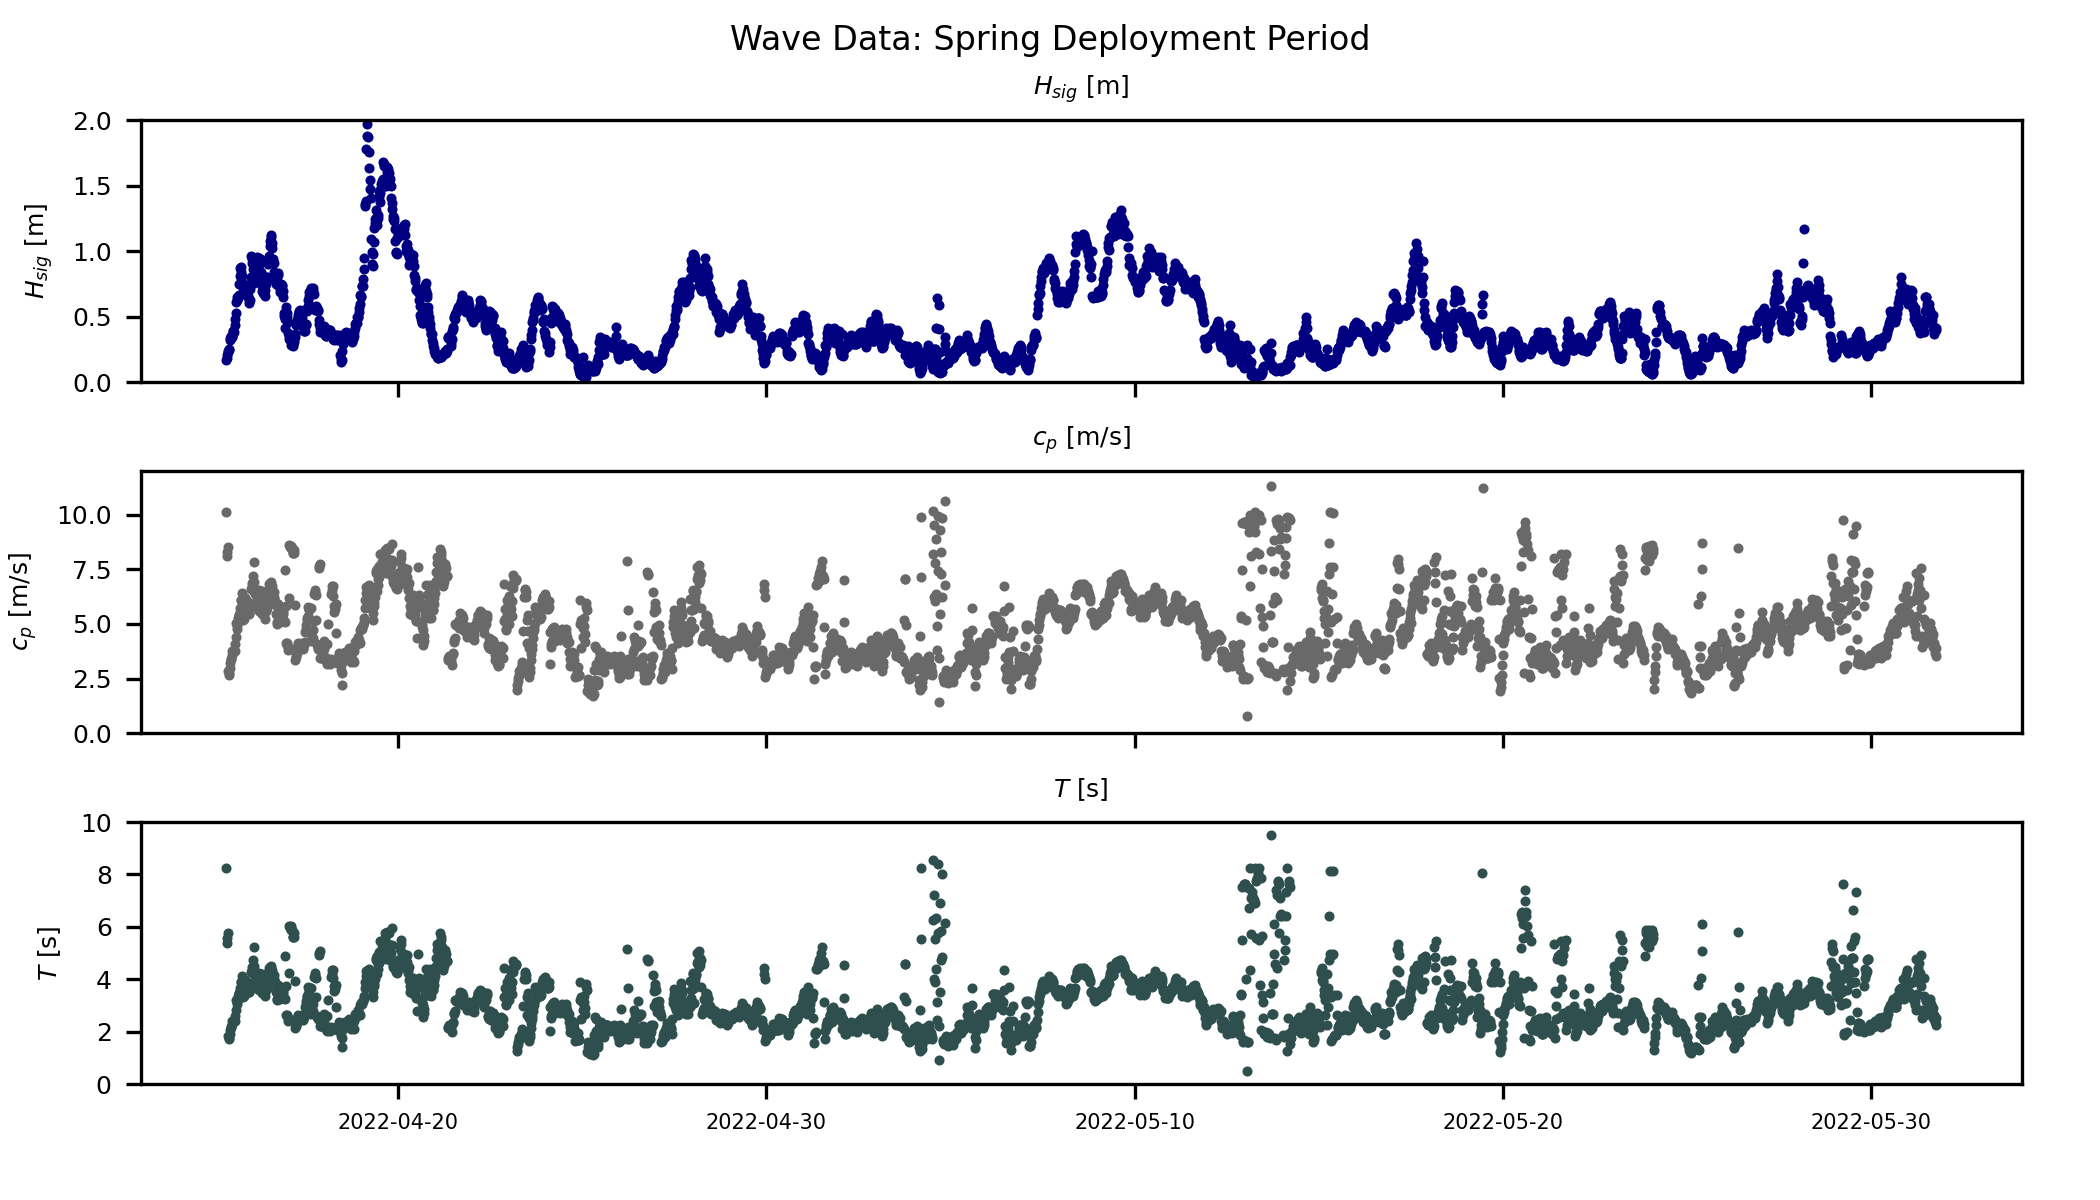 Wave Data: Spring Deployment Period
H_sig [m]
2.0
1.5
1.0
0.5
0.0
H_sig [m]
c_p [m/s]
10.0
7.5
5.0
2.5
0.0
c_p [m/s]
T [s]
10
8
6
4
2
0
T [s]
2022-04-20 2022-04-30 2022-05-10 2022-05-20 2022-05-30